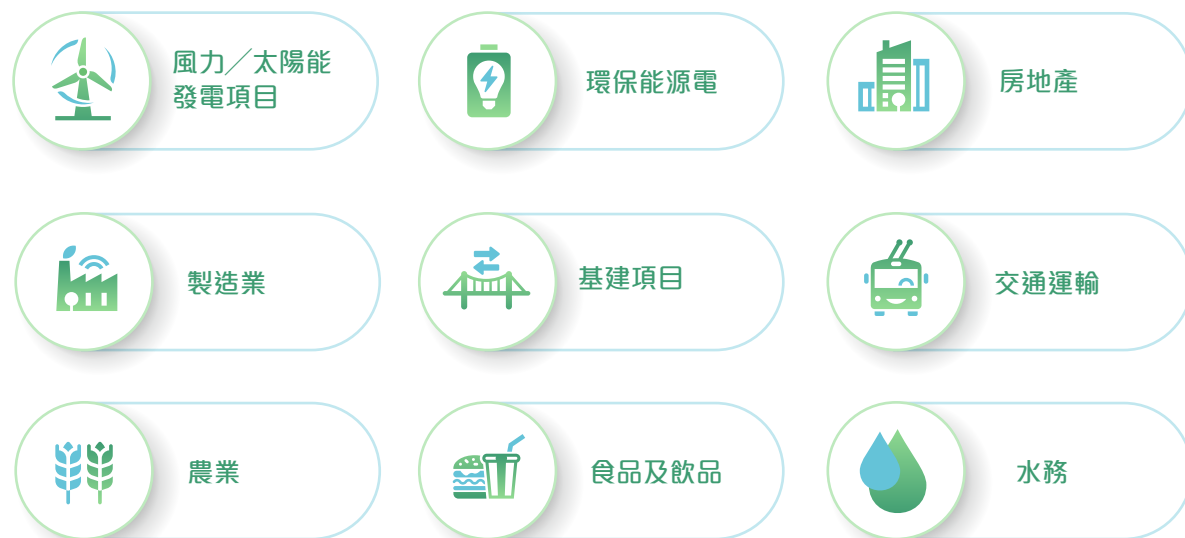 風力／太陽能
發電項目
環保能源電
房地產
製造業
基建項目
交通運輸
農業
食品及飲品
水務